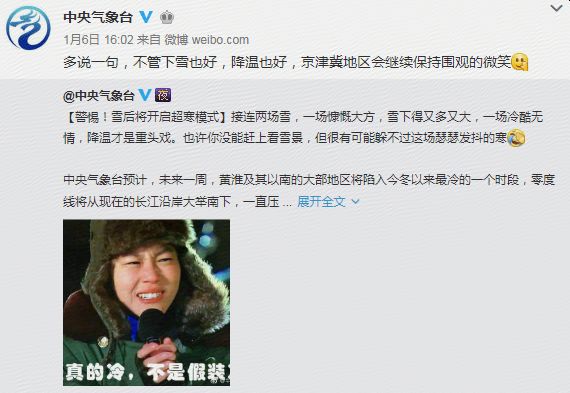 中央气象台
1月6日 16:02 来自 微博 weibo.com
多说一句，不管下雪也好，降温也好，京津冀地区会继续保持围观的微笑
@中央气象台 夜
【警惕！雪后将开启超寒模式】接连两场雪，一场慷慨大方，雪下得又多又大，一场冷酷无
情，降温才是重头戏。也许你没能赶上看雪景，但很有可能躲不过这场瑟瑟发抖的寒
中央气象台预计，未来一周，黄淮及其以南的大部地区将陷入今冬以来最冷的一个时段，零度
线将从现在的长江沿岸大举南下，一直压 ... 展开全文
真的冷，不是假装